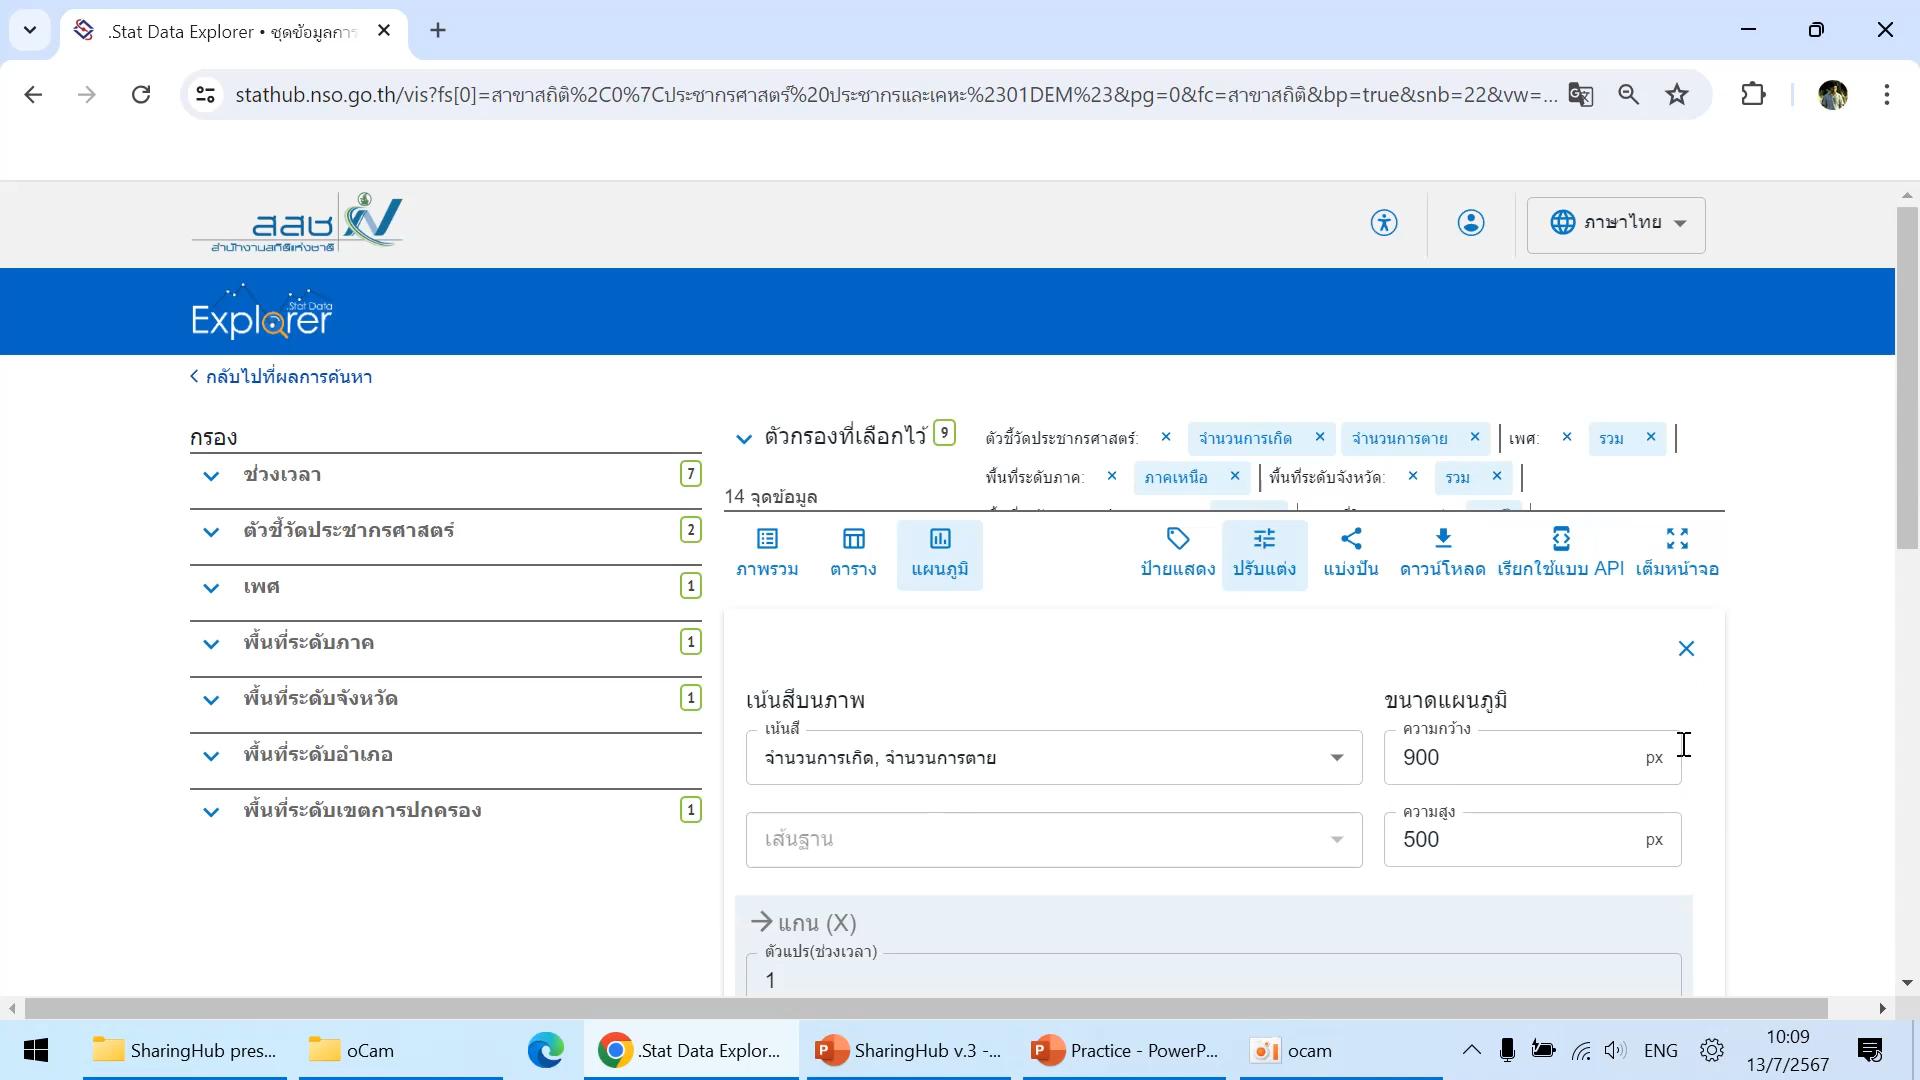 .Stat Data Explorer • ชุดข้อมูลการ
stathub.nso.go.th/vis?fs[0]=สาขาสถิติ%2C0%7Cประชากรศาสตร์%20ประชากรและเคหะ%2301DEM%23&pg=0&fc=สาขาสถิติ&bp=true&snb=22&vw=...
สสช
สำนักงานสถิติแห่งชาติ
ภาษาไทย
.Stat Data
Explorer
กลับไปที่ผลการค้นหา
กรอง
ช่วงเวลา 7
ตัวชี้วัดประชากรศาสตร์ 2
เพศ 1
พื้นที่ระดับภาค 1
พื้นที่ระดับจังหวัด 1
พื้นที่ระดับอำเภอ
พื้นที่ระดับเขตการปกครอง 1
ตัวกรองที่เลือกไว้ 9
ตัวชี้วัดประชากรศาสตร์: × จำนวนการเกิด × จำนวนการตาย × เพศ: × รวม ×
พื้นที่ระดับภาค: × ภาคเหนือ × พื้นที่ระดับจังหวัด: × รวม ×
14 จุดข้อมูล
ภาพรวม ตาราง แผนภูมิ ป้ายแสดง ปรับแต่ง แบ่งปัน ดาวน์โหลด เรียกใช้แบบ API เต็มหน้าจอ
เน้นสีบนภาพ
เน้นสี
จำนวนการเกิด, จำนวนการตาย
เส้นฐาน
ขนาดแผนภูมิ
ความกว้าง
900 px
ความสูง
500 px
แกน (X)
ตัวแปร(ช่วงเวลา)
1
SharingHub pres... oCam .Stat Data Explor... SharingHub v.3 -... Practice - PowerP... ocam ENG
10:09
13/7/2567